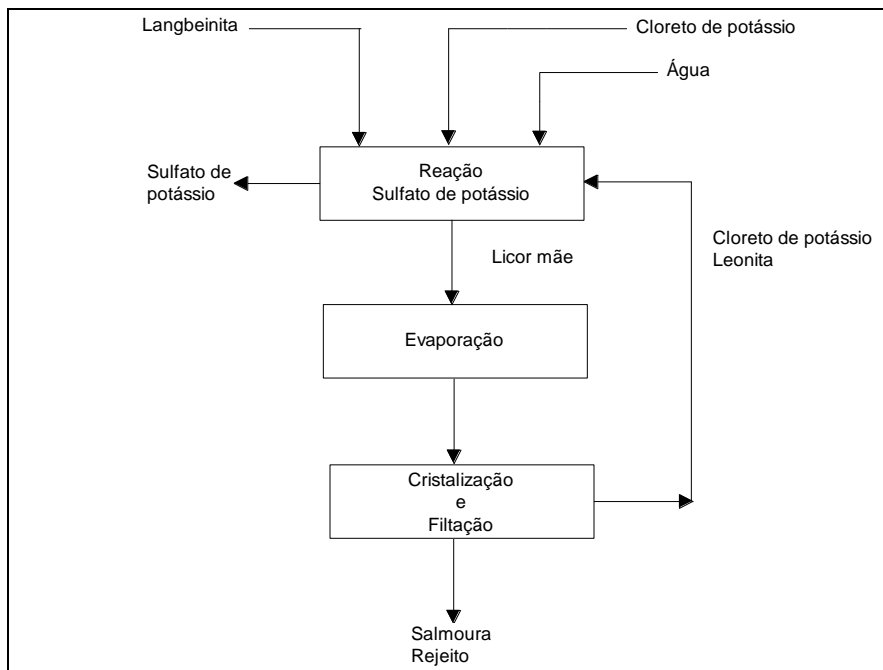 Langbeinita
Cloreto de potássio
Água
Reação
Sulfato de potássio
Sulfato de
potássio
Licor mãe
Cloreto de potássio
Leonita
Evaporação
Cristalização
e
Filtação
Salmoura
Rejeito